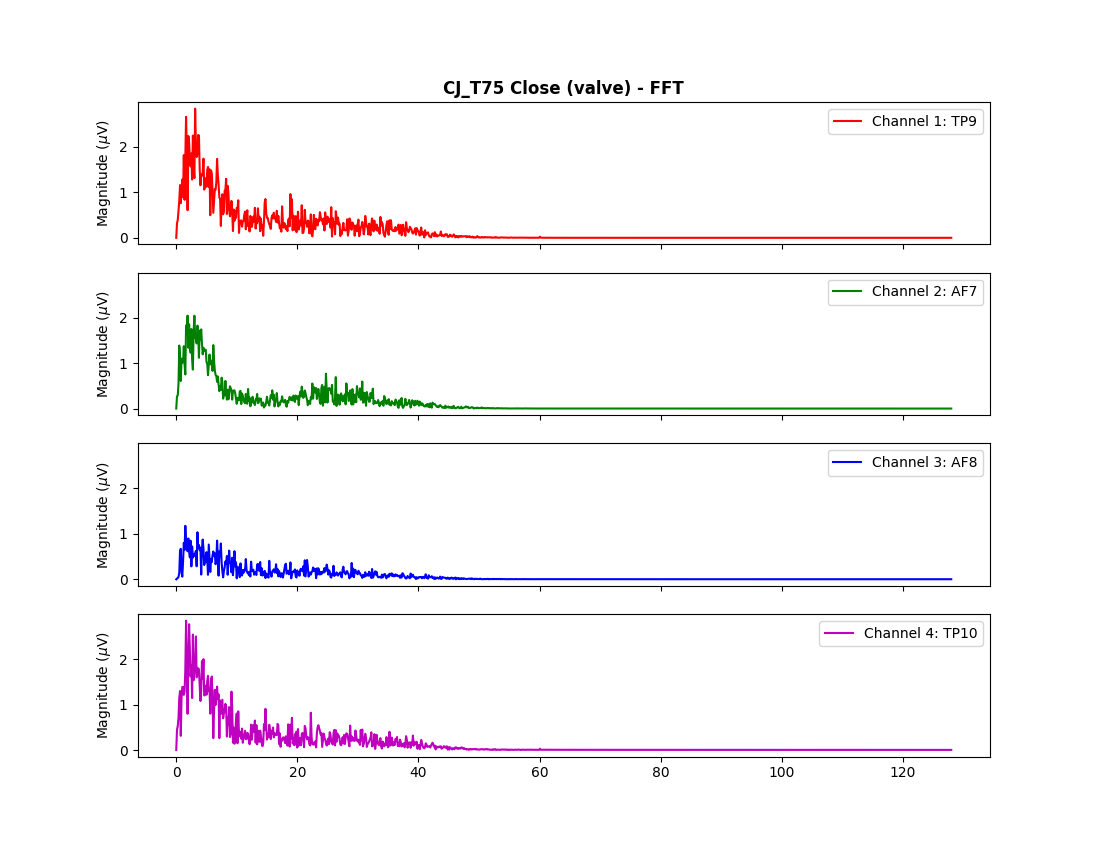 CJ_T75 Close (valve) - FFT
Magnitude (μV)
2
1
0
Channel 1: TP9
Magnitude (μV)
2
1
0
Channel 2: AF7
Magnitude (μV)
2
1
0
Channel 3: AF8
Magnitude (μV)
2
1
0
Channel 4: TP10
0 20 40 60 80 100 120